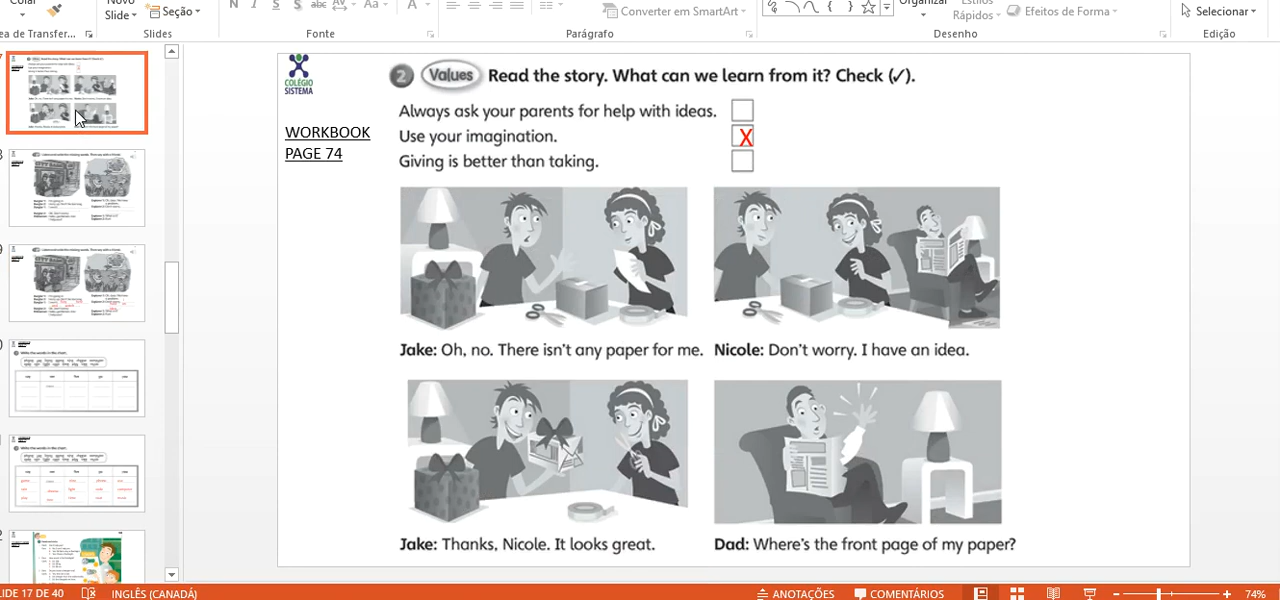 Colar
Novo
Slide
Seção
N I S S abc AV Aa A
Converter em SmartArt
Organizar
Estilos
Rápidos
Efeitos de Forma
Selecionar
ea de Transfer...
Slides
Fonte
Parágrafo
Desenho
Edição
COLÉGIO
SISTEMA
WORKBOOK
PAGE 74
2 Values Read the story. What can we learn from it? Check (✓).
Always ask your parents for help with ideas.
Use your imagination. X
Giving is better than taking.
Jake: Oh, no. There isn't any paper for me.
Nicole: Don't worry. I have an idea.
Jake: Thanks, Nicole. It looks great.
Dad: Where's the front page of my paper?
LIDE 17 DE 40
INGLÊS (CANADÁ)
ANOTAÇÕES
COMENTÁRIOS
74%